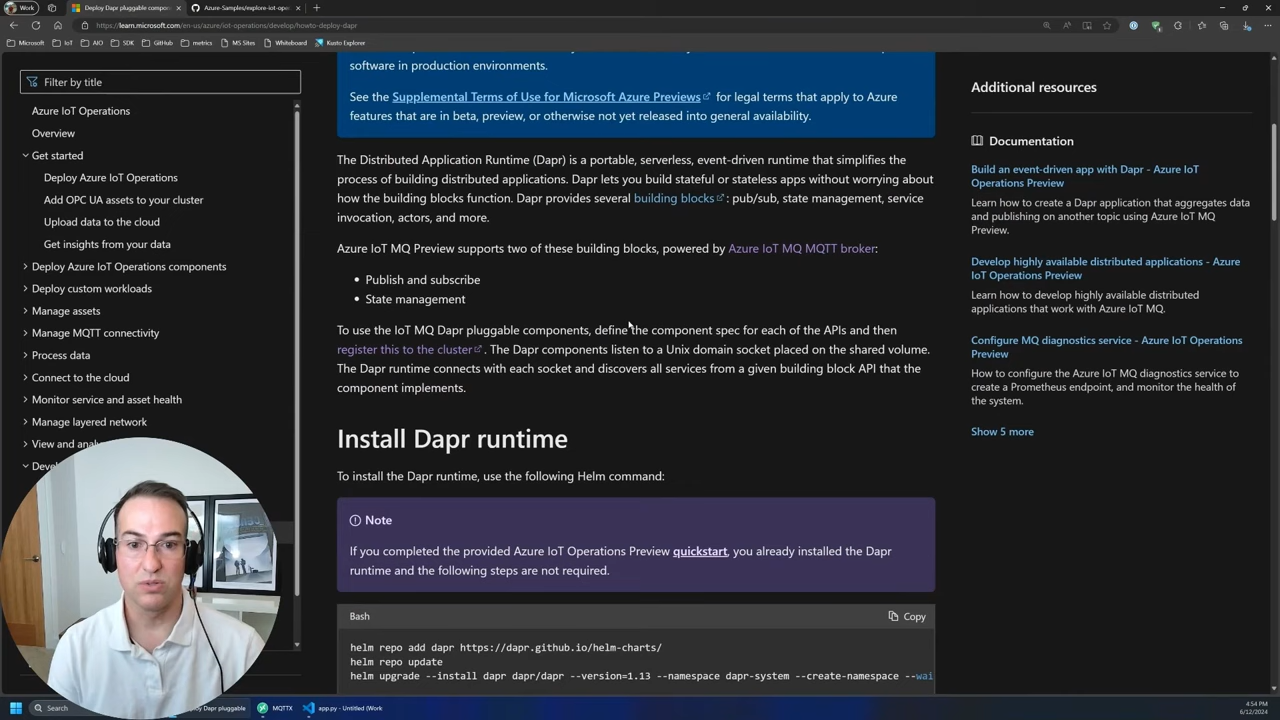 Work
Deploy Dapr pluggable compon
Azure-Samples/explore-iot-oper
https://learn.microsoft.com/en-us/azure/iot-operations/develop/howto-deploy-dapr
Microsoft
IoT
AIO
SDK
GitHub
metrics
MS Sites
Whiteboard
Kusto Explorer
Filter by title
Azure IoT Operations
Overview
Get started
Deploy Azure IoT Operations
Add OPC UA assets to your cluster
Upload data to the cloud
Get insights from your data
Deploy Azure IoT Operations components
Deploy custom workloads
Manage assets
Manage MQTT connectivity
Process data
Connect to the cloud
Monitor service and asset health
Manage layered network
View and analy
Devel
software in production environments.
See the Supplemental Terms of Use for Microsoft Azure Previews for legal terms that apply to Azure
features that are in beta, preview, or otherwise not yet released into general availability.
The Distributed Application Runtime (Dapr) is a portable, serverless, event-driven runtime that simplifies the
process of building distributed applications. Dapr lets you build stateful or stateless apps without worrying about
how the building blocks function. Dapr provides several building blocks: pub/sub, state management, service
invocation, actors, and more.
Azure IoT MQ Preview supports two of these building blocks, powered by Azure IoT MQ MQTT broker:
• Publish and subscribe
• State management
To use the IoT MQ Dapr pluggable components, define the component spec for each of the APIs and then
register this to the cluster . The Dapr components listen to a Unix domain socket placed on the shared volume.
The Dapr runtime connects with each socket and discovers all services from a given building block API that the
component implements.
Install Dapr runtime
To install the Dapr runtime, use the following Helm command:
Note
If you completed the provided Azure IoT Operations Preview quickstart, you already installed the Dapr
runtime and the following steps are not required.
Bash
Copy
helm repo add dapr https://dapr.github.io/helm-charts/
helm repo update
helm upgrade --install dapr dapr/dapr --version=1.13 --namespace dapr-system --create-namespace --wai
Additional resources
Documentation
Build an event-driven app with Dapr - Azure IoT
Operations Preview
Learn how to create a Dapr application that aggregates
data and publishing on another topic using Azure IoT MQ
Preview.
Develop highly available distributed applications - Azure
IoT Operations Preview
Learn how to develop highly available distributed
applications with Azure IoT MQ.
Configure MQ diagnostics service - Azure IoT Operations
Preview
How to configure the Azure IoT MQ diagnostics service to
create a Prometheus endpoint, and monitor the health of
the system.
Show 5 more
Search
Deploy Dapr pluggable
MQTTX
app.py - Untitled (Work
4:54 PM
6/12/2024